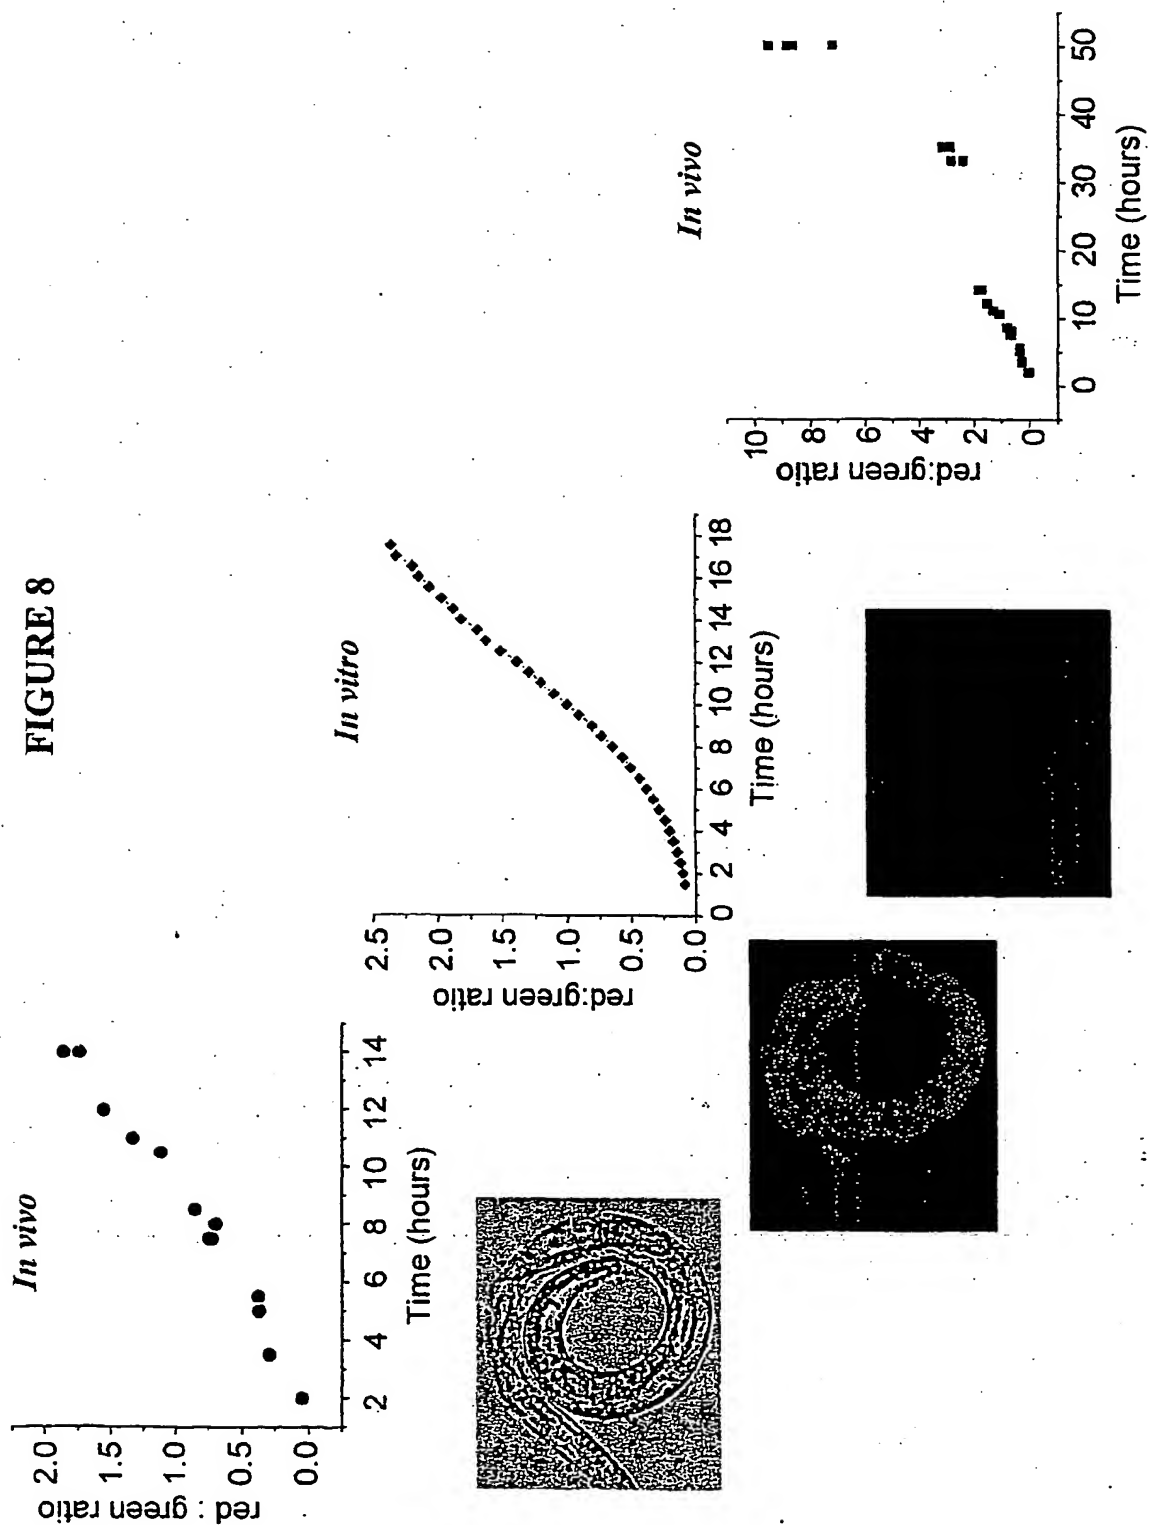 FIGURE 8
In vivo
2.0
1.5
1.0
0.5
0.0
red : green ratio
2 4 6 8 10 12 14
Time (hours)
In vitro
2.5
2.0
1.5
1.0
0.5
0.0
red:green ratio
0 2 4 6 8 10 12 14 16 18
Time (hours)
In vivo
10
8
6
4
2
0
red:green ratio
0 10 20 30 40 50
Time (hours)